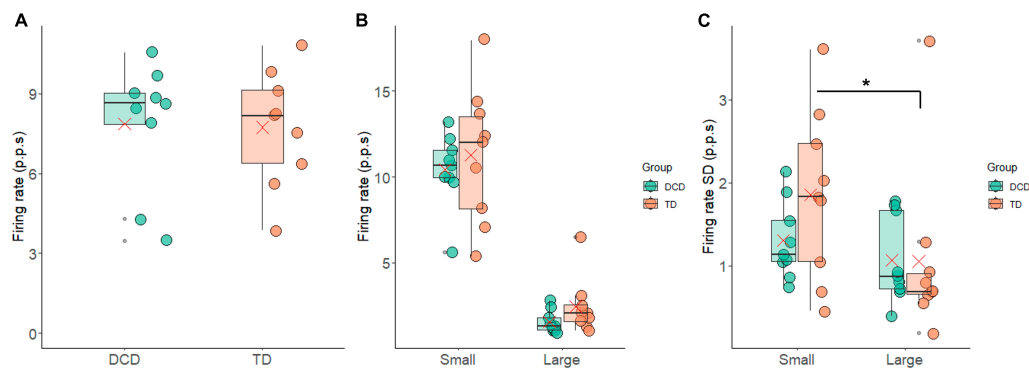 A
Firing rate (p.p.s)
9
6
3
0
DCD
TD
B
Firing rate (p.p.s)
15
10
5
Small
Large
Group
DCD
TD
C
Firing rate SD (p.p.s)
3
2
1
*
Small
Large
Group
DCD
TD